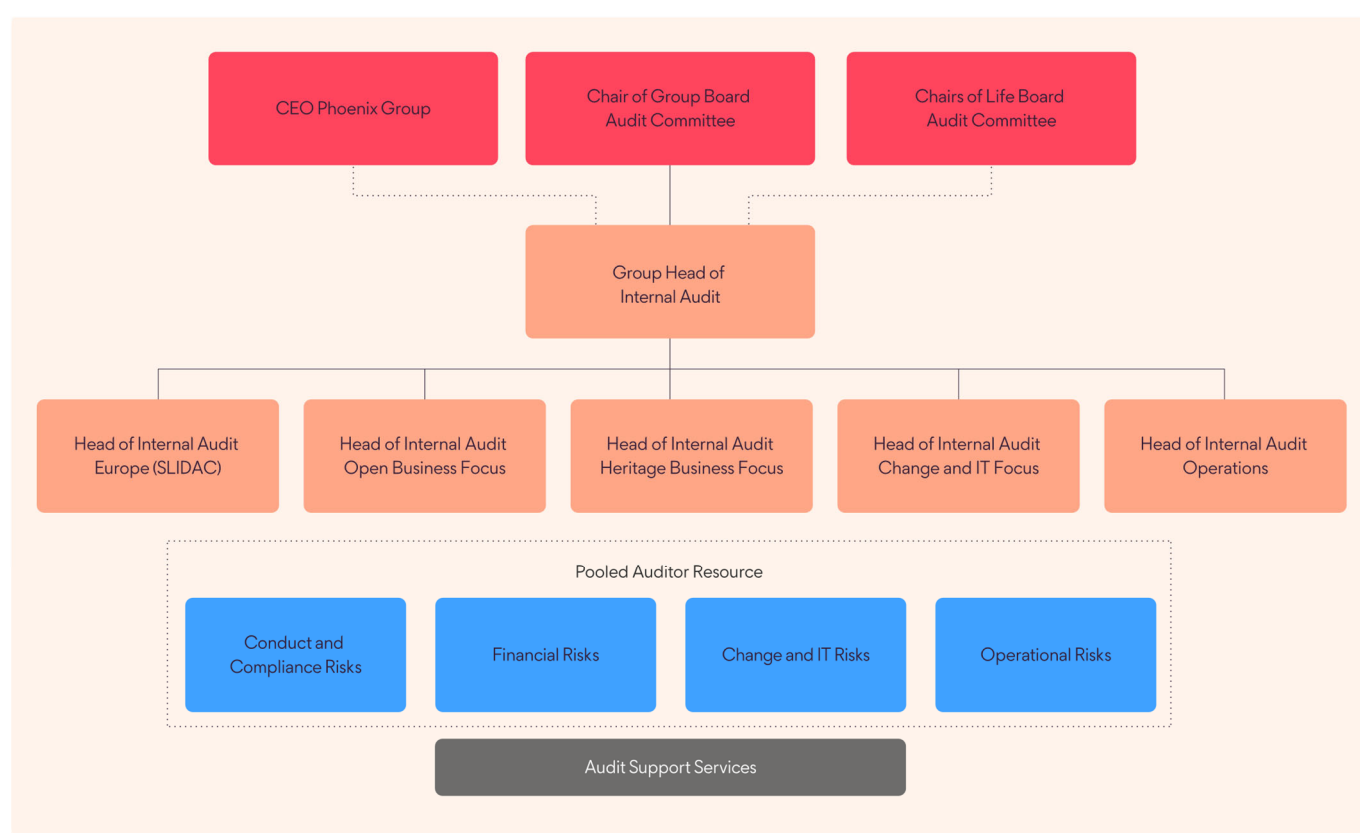 CEO Phoenix Group
Chair of Group Board
Audit Committee
Chairs of Life Board
Audit Committee
Group Head of
Internal Audit
Head of Internal Audit
Europe (SLIDAC)
Head of Internal Audit
Open Business Focus
Head of Internal Audit
Heritage Business Focus
Head of Internal Audit
Change and IT Focus
Head of Internal Audit
Operations
Pooled Auditor Resource
Conduct and
Compliance Risks
Financial Risks
Change and IT Risks
Operational Risks
Audit Support Services